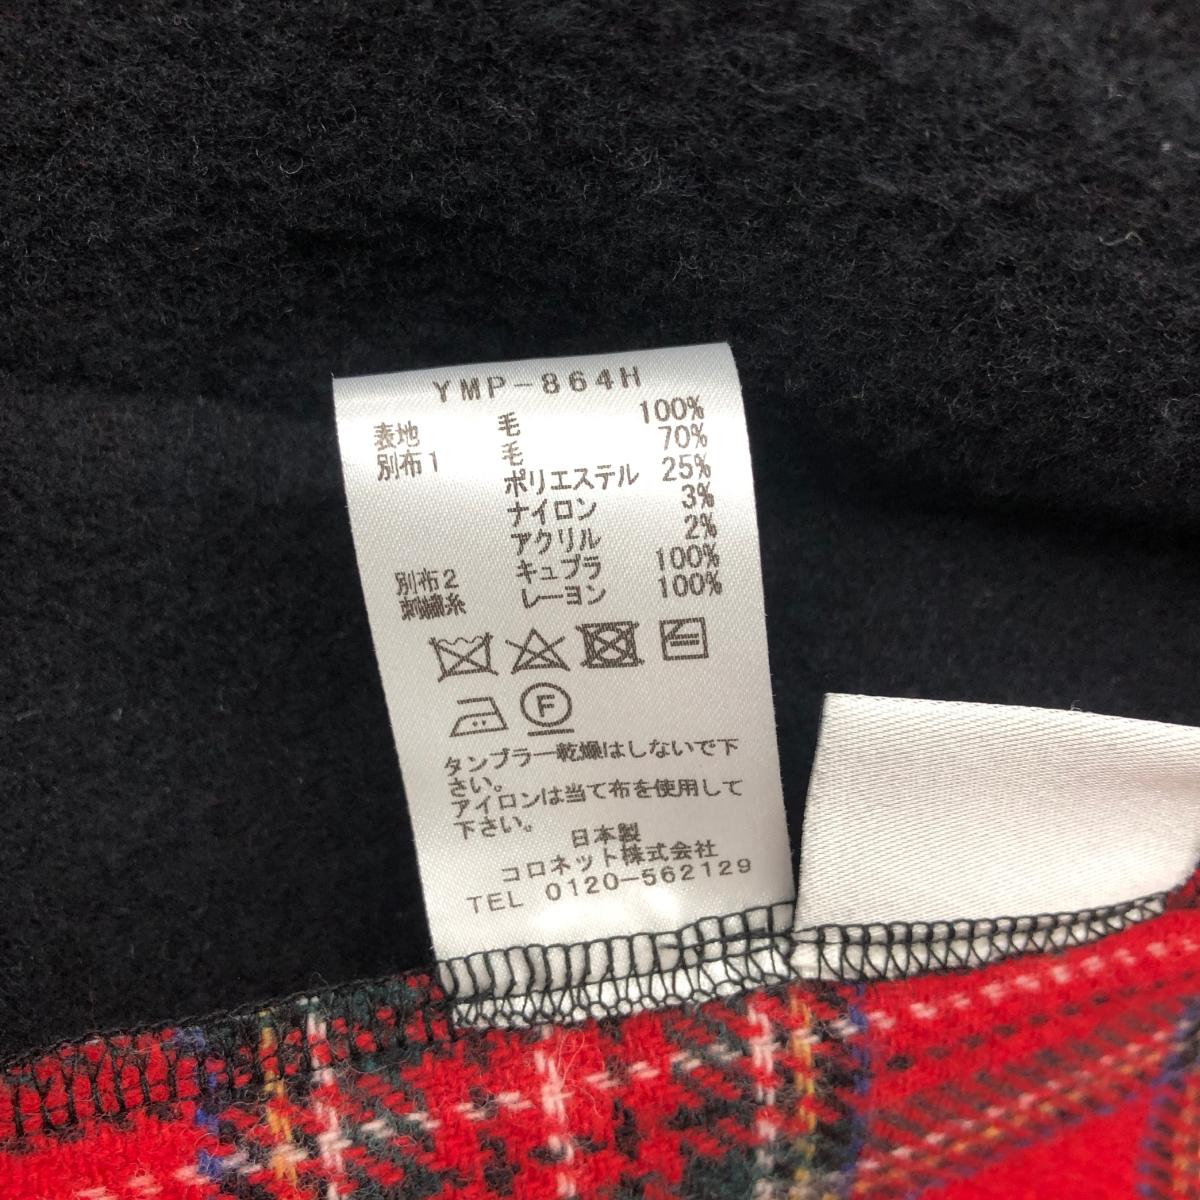 YMP-864H
表地 毛 100%
別布1 毛 70%
ポリエステル 25%
ナイロン 3%
アクリル 2%
別布2 キュプラ 100%
刺繍糸 レーヨン 100%
F
タンブラー乾燥はしないで下
さい。
アイロンは当て布を使用して
下さい。
日本製
コロネット株式会社
TEL 0120-562129